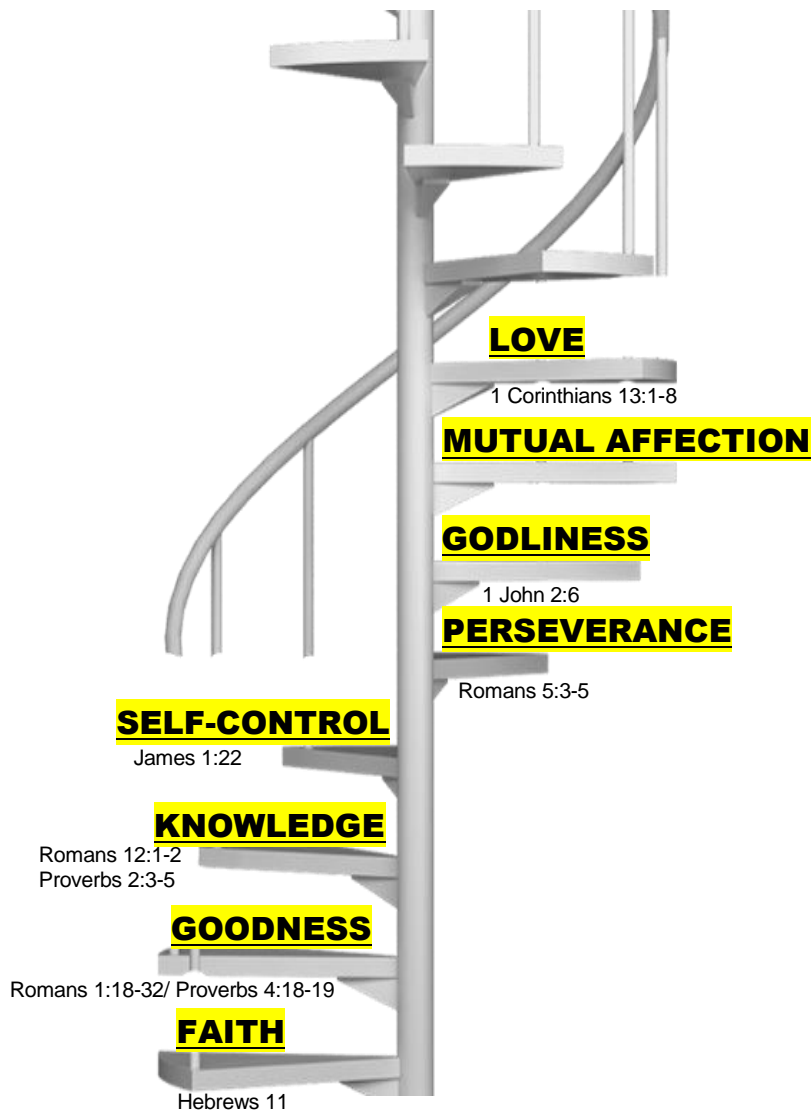 LOVE
1 Corinthians 13:1-8
MUTUAL AFFECTION
GODLINESS
1 John 2:6
PERSEVERANCE
Romans 5:3-5
SELF-CONTROL
James 1:22
KNOWLEDGE
Romans 12:1-2
Proverbs 2:3-5
GOODNESS
Romans 1:18-32/ Proverbs 4:18-19
FAITH
Hebrews 11